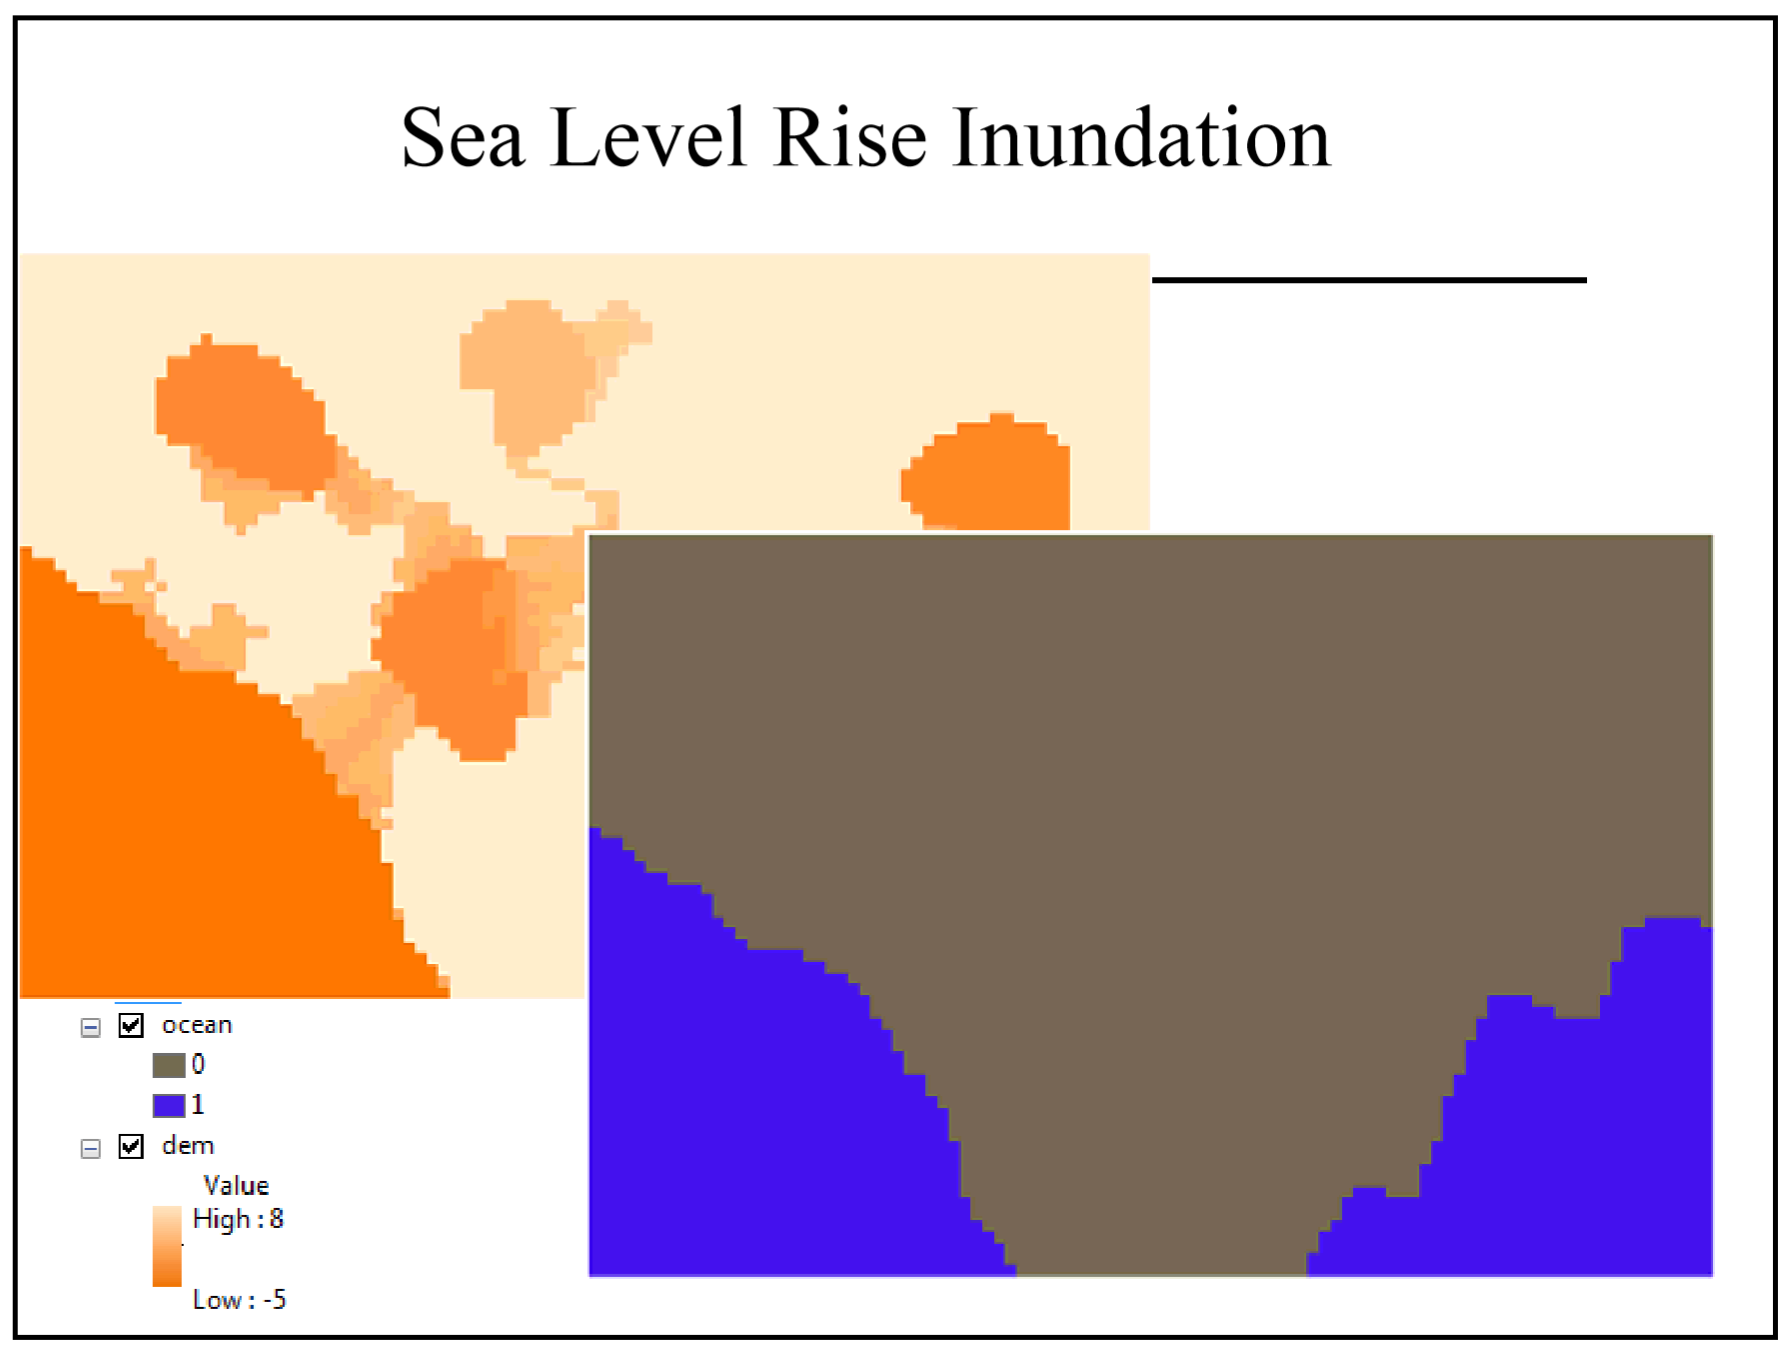 Sea Level Rise Inundation
ocean
0
1
dem
Value
High : 8
Low : -5